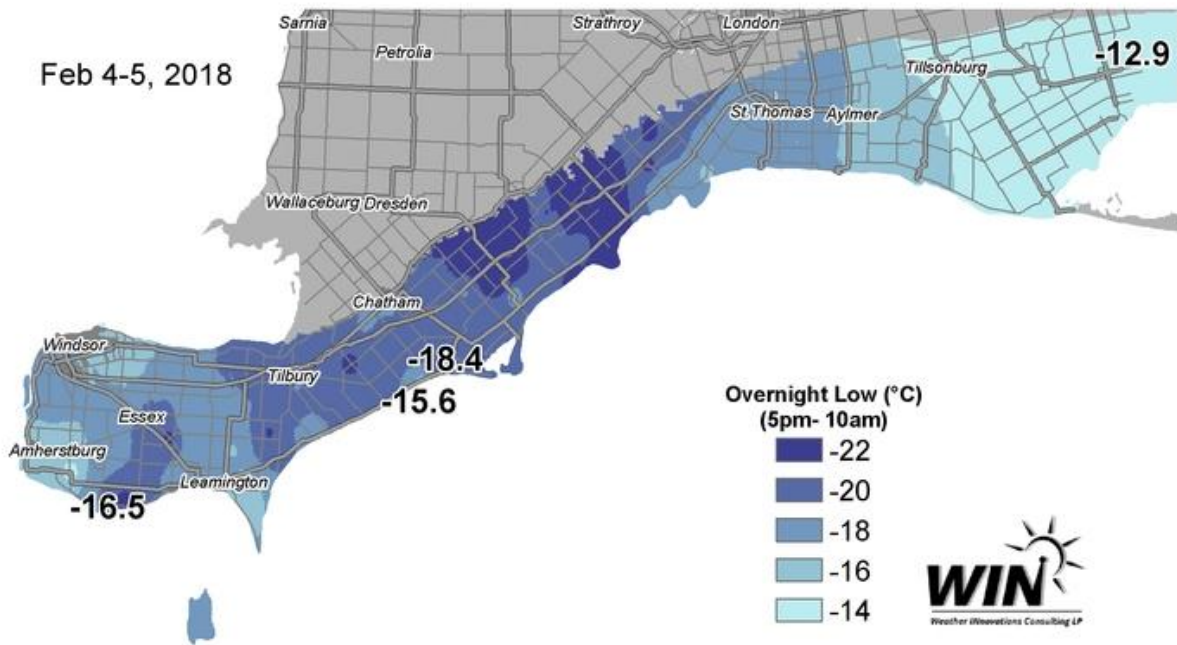 Sarnia
Strathroy
London
Petrolia
Feb 4-5, 2018
-12.9
Tillsonburg
St Thomas
Aylmer
Wallaceburg
Dresden
Chatham
Windsor
-18.4
Tilbury
-15.6
Essex
Amherstburg
Leamington
-16.5
Overnight Low (°C)
(5pm- 10am)
-22
-20
-18
-16
-14
WIN
Weather INnovations Consulting LP